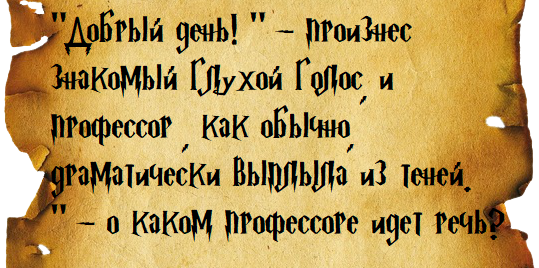 "Добрый день! " – произнес
знакомый глухой голос, и
профессор, как обычно,
драматически выплыла из теней.
" – о каком профессоре идет речь?